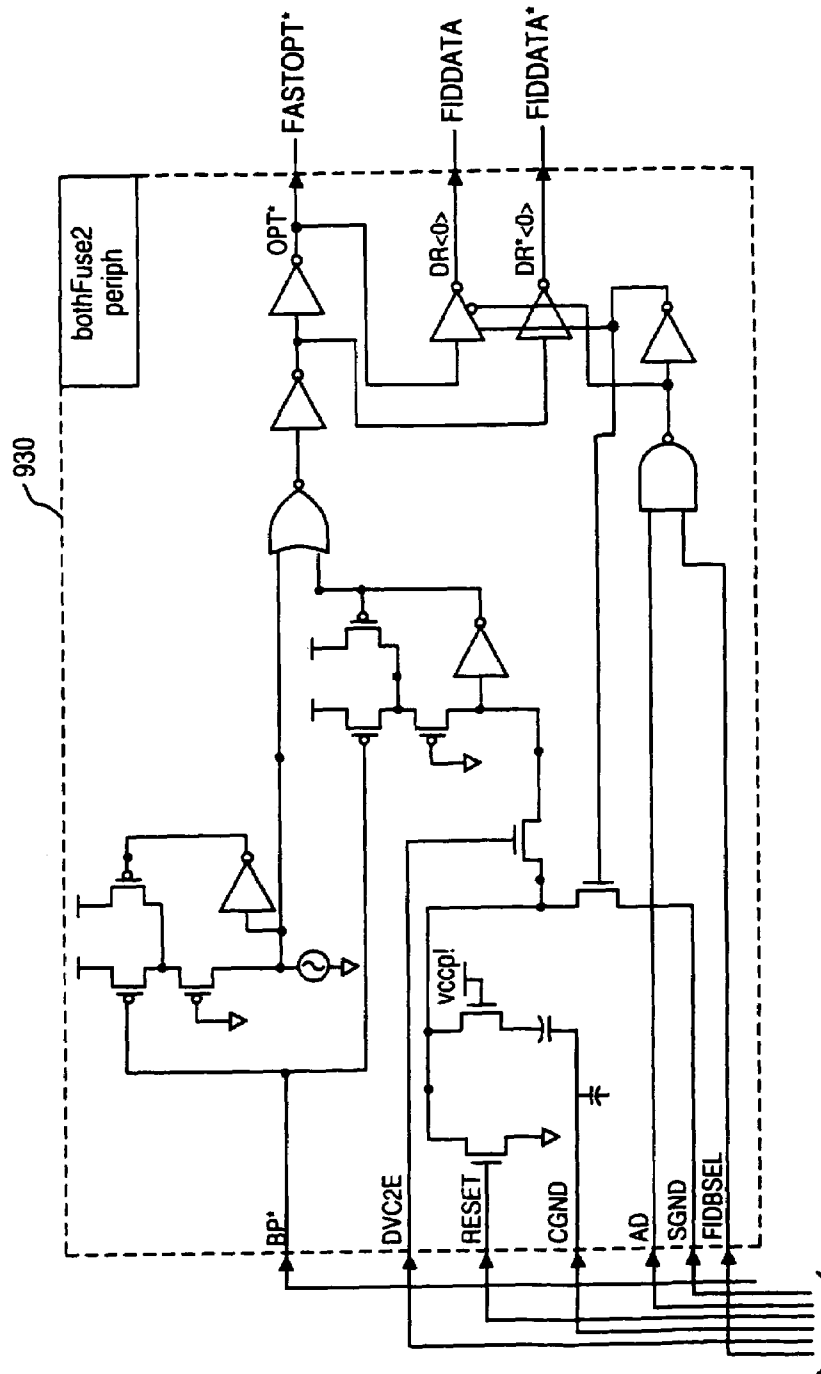 930
bothFuse2
periph
BP*
DVC2E
RESET
CGND
AD
SGND
FIDBSEL
vccp!
OPT*
FASTOPT*
DR<0>
FIDDATA
DR*<0>
FIDDATA*